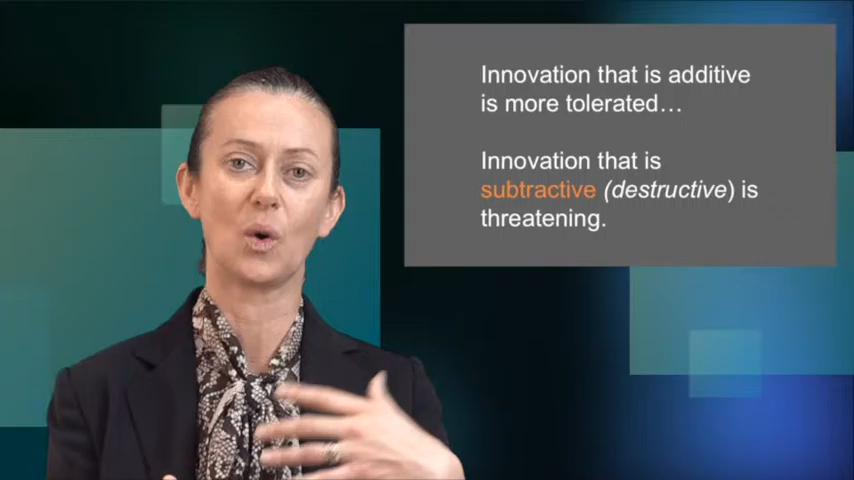 Innovation that is additive
is more tolerated…
Innovation that is
subtractive (destructive) is
threatening.